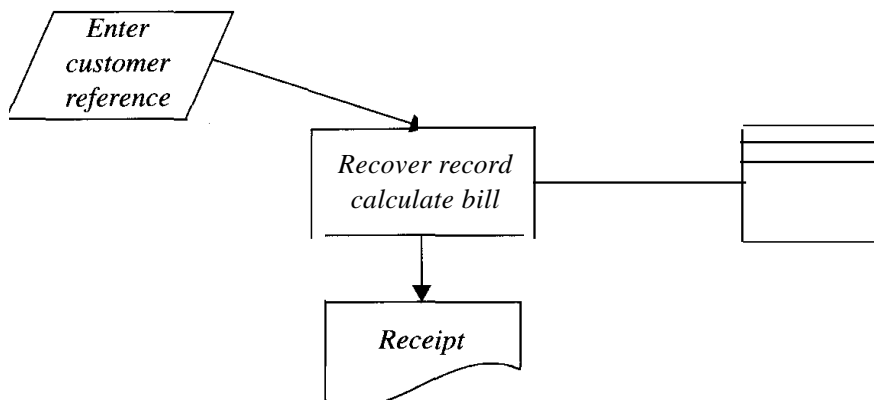 Enter
customer
reference
Recover record
calculate bill
Receipt